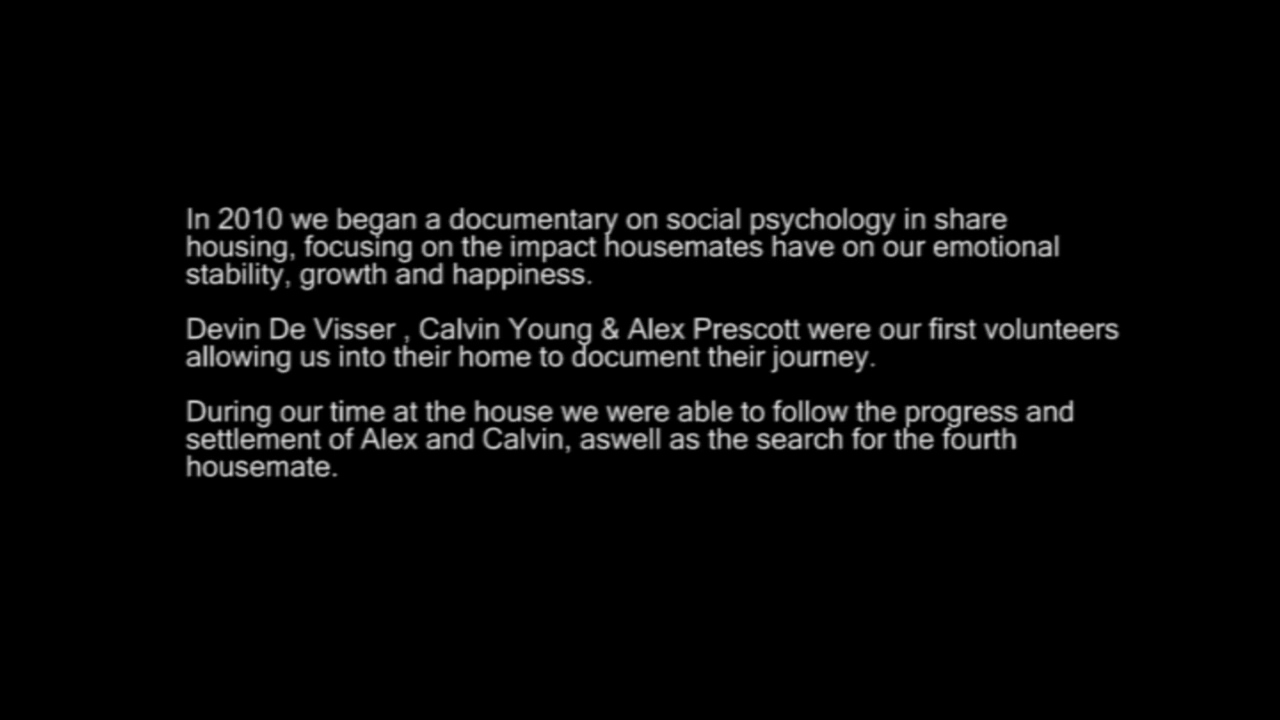 In 2010 we began a documentary on social psychology in share
housing, focusing on the impact housemates have on our emotional
stability, growth and happiness.
Devin De Visser , Calvin Young & Alex Prescott were our first volunteers
allowing us into their home to document their journey.
During our time at the house we were able to follow the progress and
settlement of Alex and Calvin, aswell as the search for the fourth
housemate.